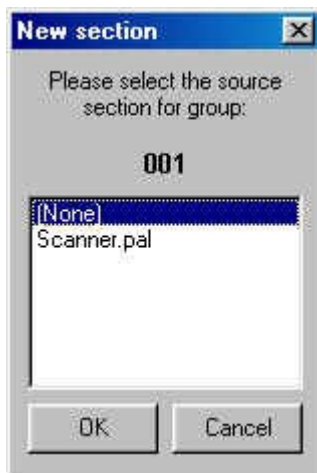 New section
Please select the source
section for group:
001
(None)
Scanner.pal
OK
Cancel